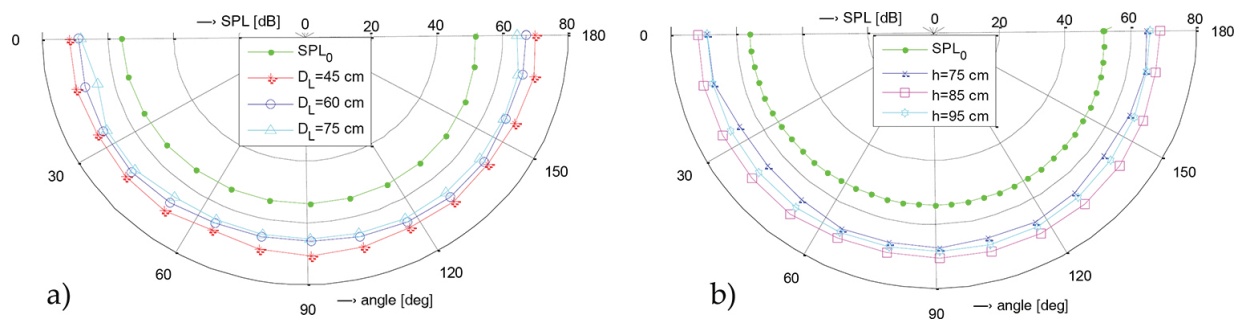 —> SPL [dB] 0 20 40 60 80
0 180
SPL0
DL=45 cm
DL=60 cm
DL=75 cm
30 150
60 120
90
—> angle [deg]
a)
—> SPL [dB] 0 20 40 60 80
0 180
SPL0
h=75 cm
h=85 cm
h=95 cm
30 150
60 120
90
—> angle [deg]
b)